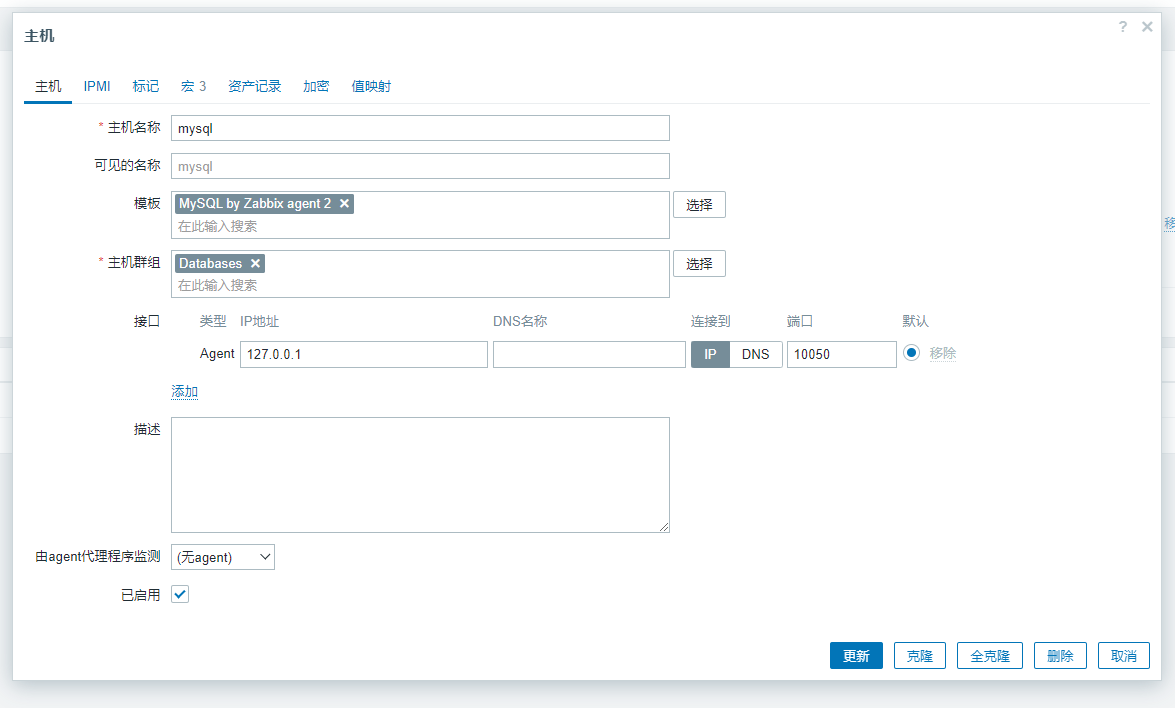 主机
? ×
主机 IPMI 标记 宏 3 资产记录 加密 值映射
* 主机名称 mysql
可见的名称 mysql
模板 MySQL by Zabbix agent 2 × 选择
在此输入搜索
* 主机群组 Databases × 选择
在此输入搜索
接口 类型 IP地址 DNS名称 连接到 端口 默认
Agent 127.0.0.1 IP DNS 10050 移除
添加
描述
由agent代理程序监测 (无agent)
已启用
更新 克隆 全克隆 删除 取消